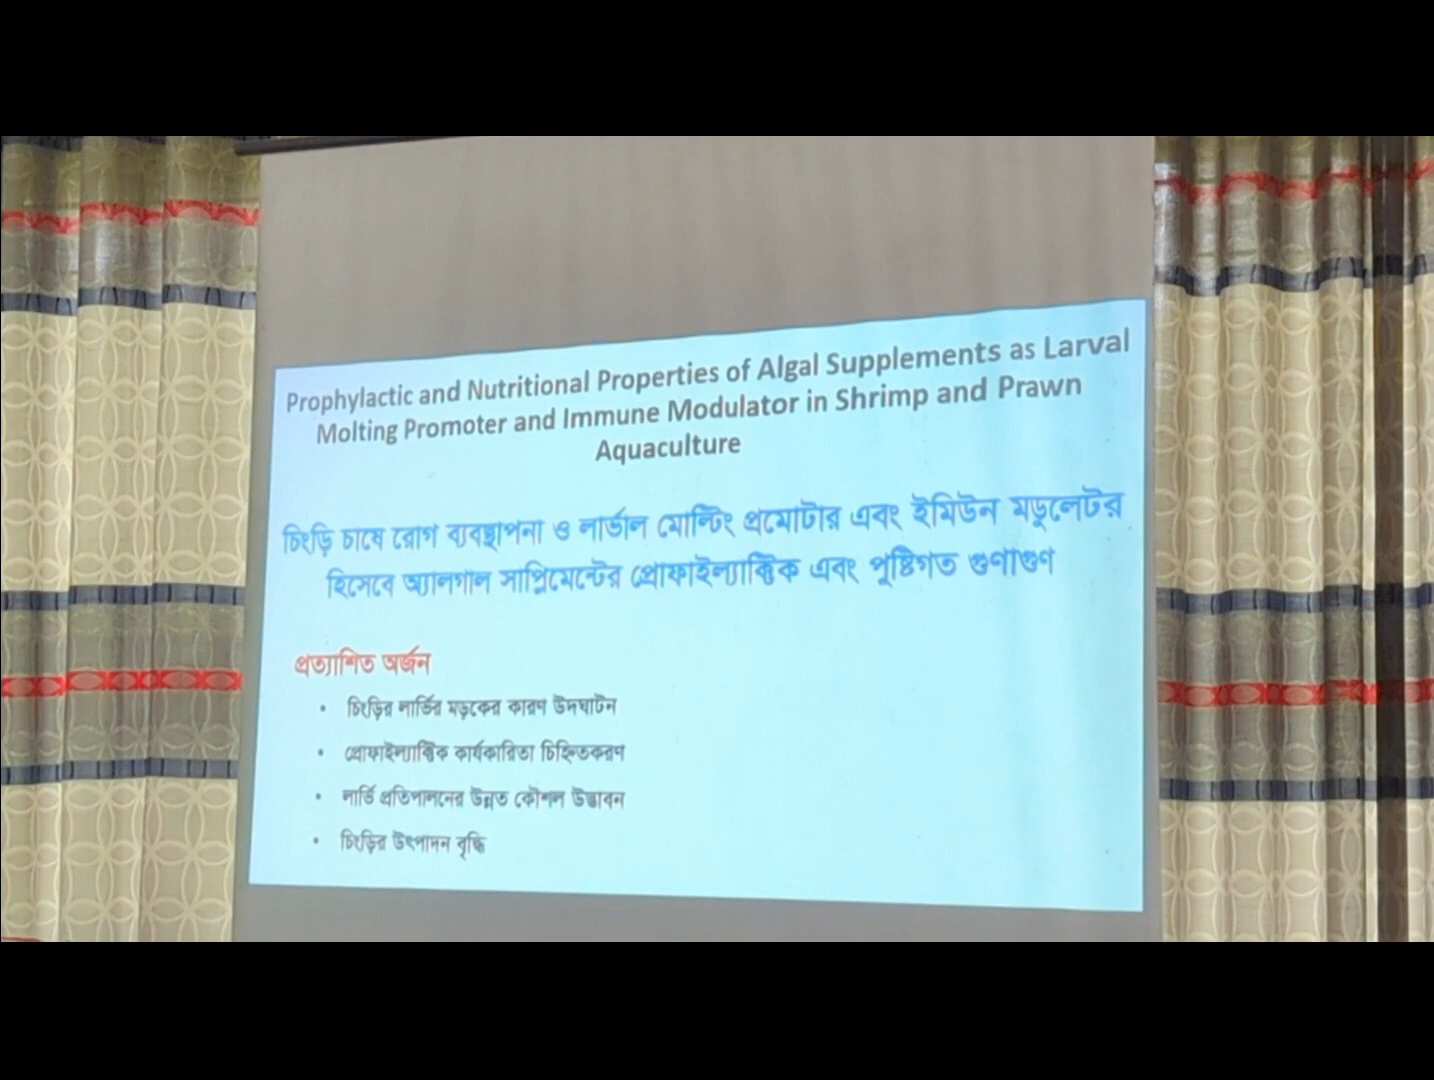 Prophylactic and Nutritional Properties of Algal Supplements as Larval
Molting Promoter and Immune Modulator in Shrimp and Prawn
Aquaculture
চিংড়ি চাষে রোগ ব্যবস্থাপনা ও লার্ভাল মোল্টিং প্রমোটার এবং ইমিউন মডুলেটর
হিসেবে অ্যালগাল সাপ্লিমেন্টের প্রোফাইল্যাক্টিক এবং পুষ্টিগত গুণাগুণ
প্রত্যাশিত অর্জন
• চিংড়ির লার্ভির মড়কের কারণ উদঘাটন
• প্রোফাইল্যাক্টিক কার্যকারিতা চিহ্নিতকরণ
• লার্ভি প্রতিপালনের উন্নত কৌশল উদ্ভাবন
• চিংড়ির উৎপাদন বৃদ্ধি